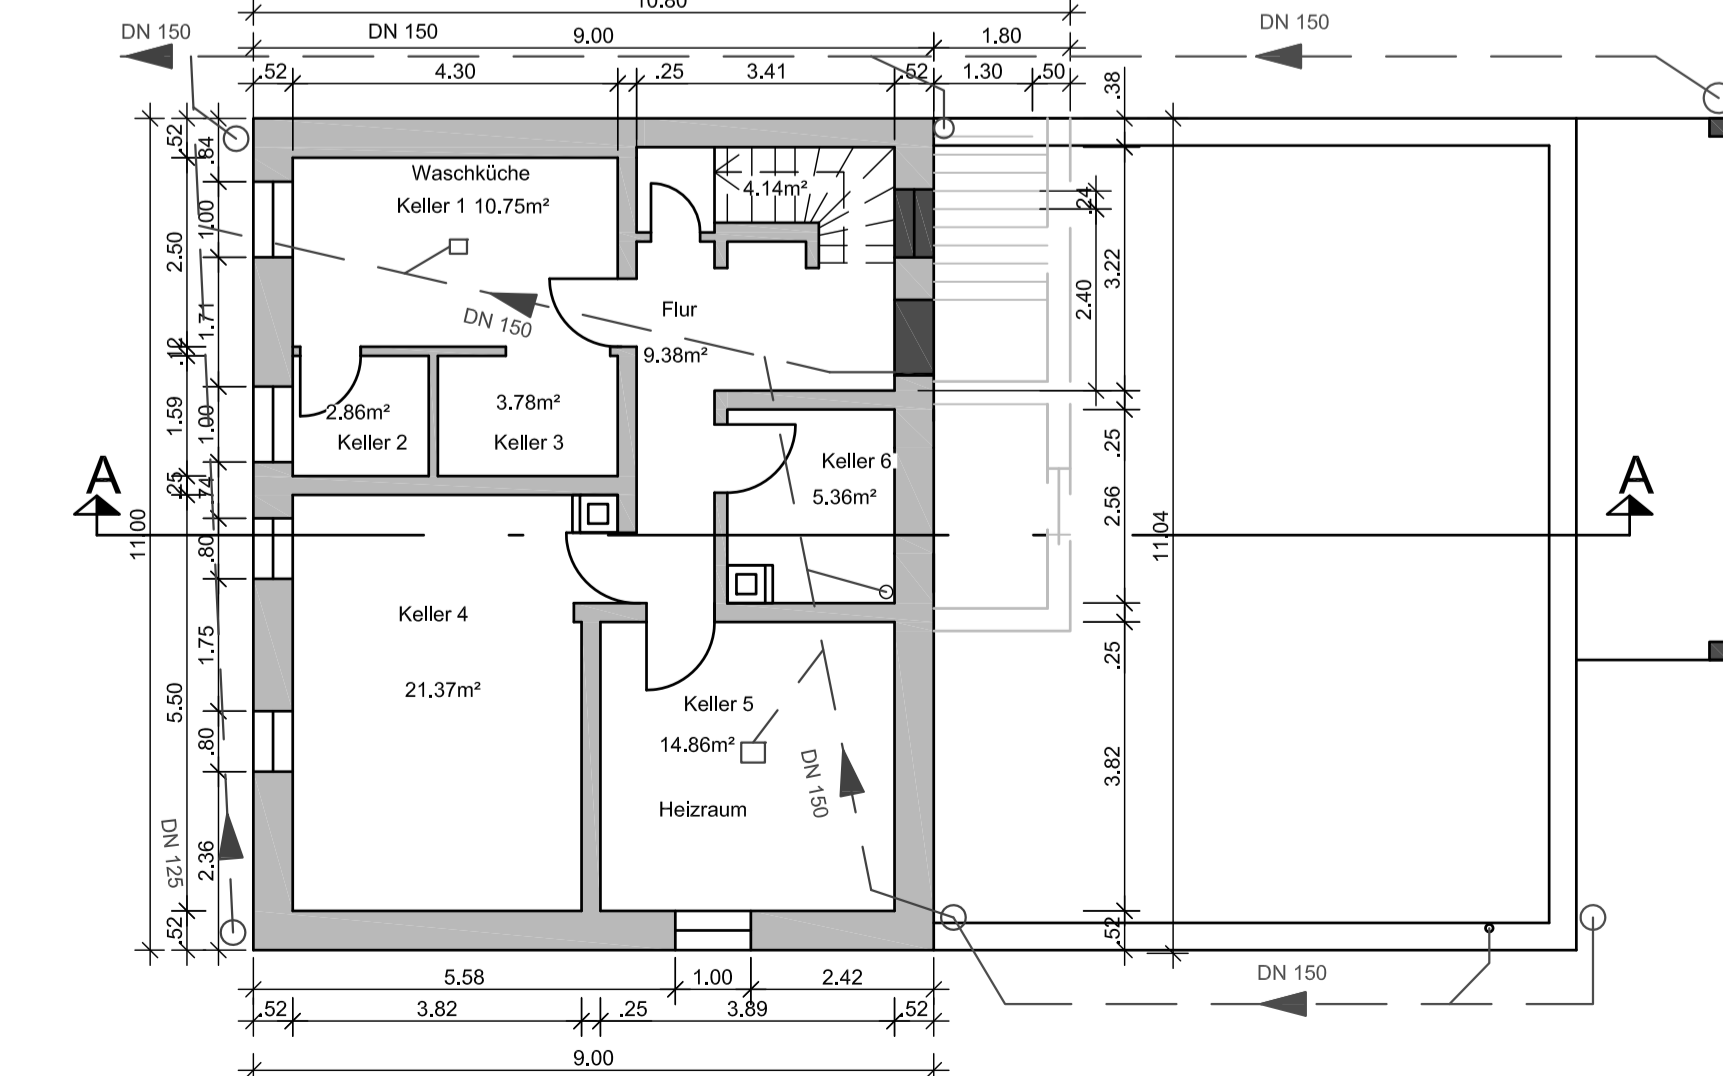 10.80
DN 150
DN 150
9.00
1.80
DN 150
.52
4.30
.25
3.41
.52
1.30
.50
.38
.52
.84
Waschküche
4.14m²
Keller 1 10.75m²
.24
1.00
2.50
3.22
2.40
Flur
DN 150
1.71
9.38m²
.12
2.86m²
3.78m²
1.59
1.00
Keller 2
Keller 3
.25
Keller 6
A
A
.25
.74
5.36m²
2.56
11.00
11.04
.80
Keller 4
1.75
.25
21.37m²
5.50
Keller 5
14.86m²
.80
DN 150
3.82
Heizraum
DN 125
2.36
.52
.52
DN 150
5.58
1.00
2.42
.52
3.82
.25
3.89
.52
9.00